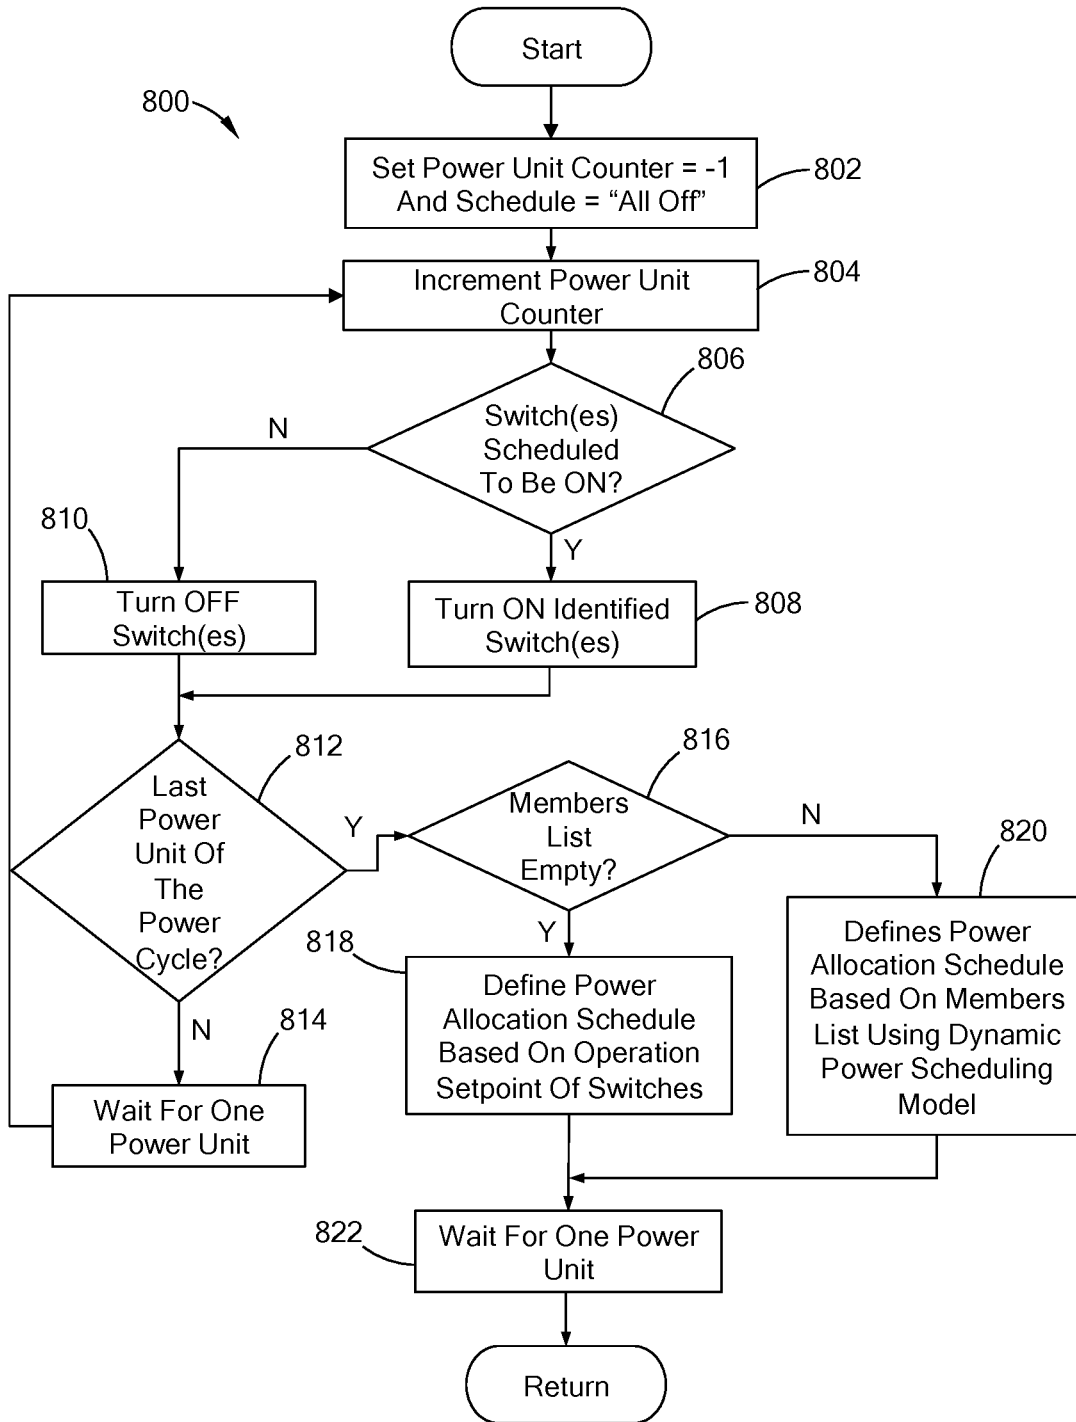 Start
800
Set Power Unit Counter = -1
And Schedule = “All Off”
802
Increment Power Unit
Counter
804
Switch(es)
Scheduled
To Be ON?
806
N
Y
810
Turn OFF
Switch(es)
Turn ON Identified
Switch(es)
808
Last
Power
Unit Of
The
Power
Cycle?
812
Y
N
Members
List
Empty?
816
N
Y
814
Wait For One
Power Unit
818
Define Power
Allocation Schedule
Based On Operation
Setpoint Of Switches
820
Defines Power
Allocation Schedule
Based On Members
List Using Dynamic
Power Scheduling
Model
822
Wait For One Power
Unit
Return